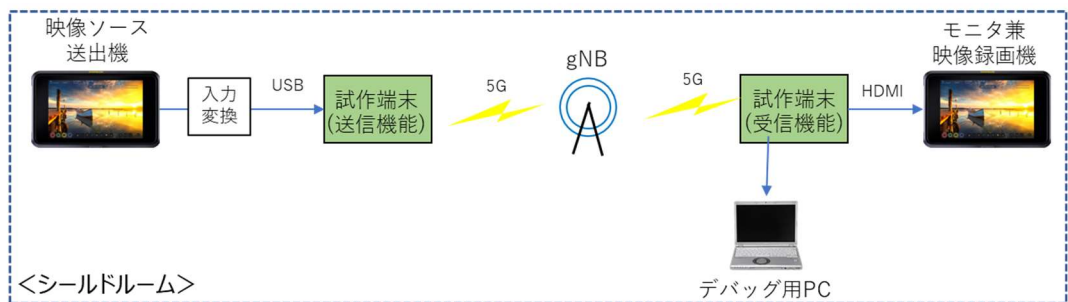 映像ソース
送出機
入力
変換
USB
試作端末
(送信機能)
5G
gNB
5G
試作端末
(受信機能)
HDMI
モニタ兼
映像録画機
デバッグ用PC
＜シールドルーム＞